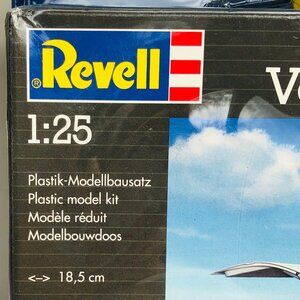 ® Revell
V
1:25
Plastik-Modellbausatz
Plastic model kit
Modèle réduit
Modelbouwdoos
<-> 18,5 cm